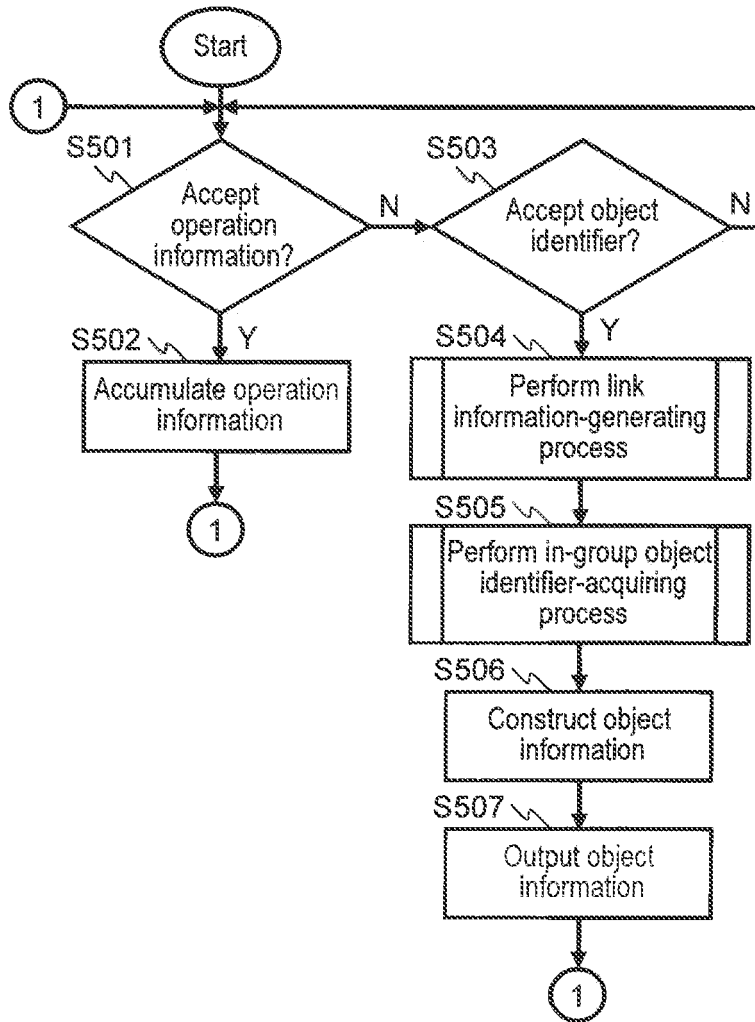 Start
1
S501
Accept
operation
information?
N
S503
Accept object
identifier?
N
Y
S502
Accumulate operation
information
1
Y
S504
Perform link
information-generating
process
S505
Perform in-group object
identifier-acquiring
process
S506
Construct object
information
S507
Output object
information
1